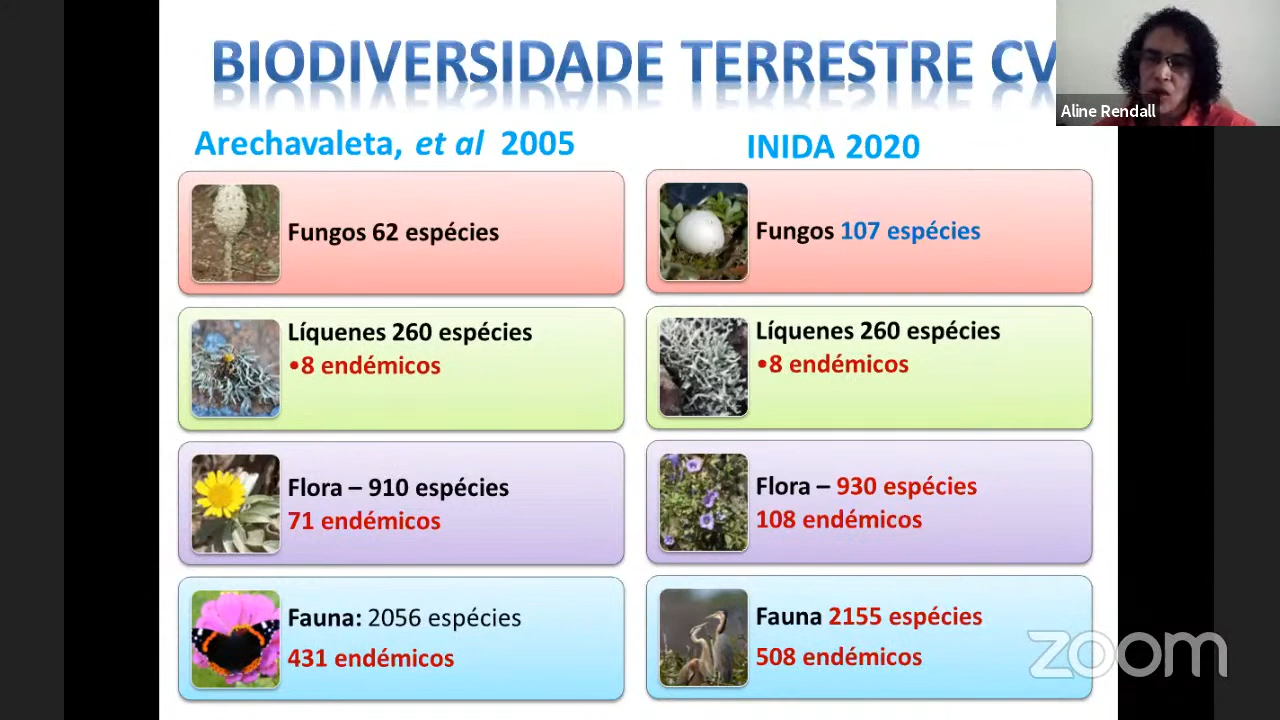 BIODIVERSIDADE TERRESTRE CV
Aline Rendall
Arechavaleta, et al 2005
Fungos 62 espécies
Líquenes 260 espécies
•8 endémicos
Flora – 910 espécies
71 endémicos
Fauna: 2056 espécies
431 endémicos
INIDA 2020
Fungos 107 espécies
Líquenes 260 espécies
•8 endémicos
Flora – 930 espécies
108 endémicos
Fauna 2155 espécies
508 endémicos
zoom